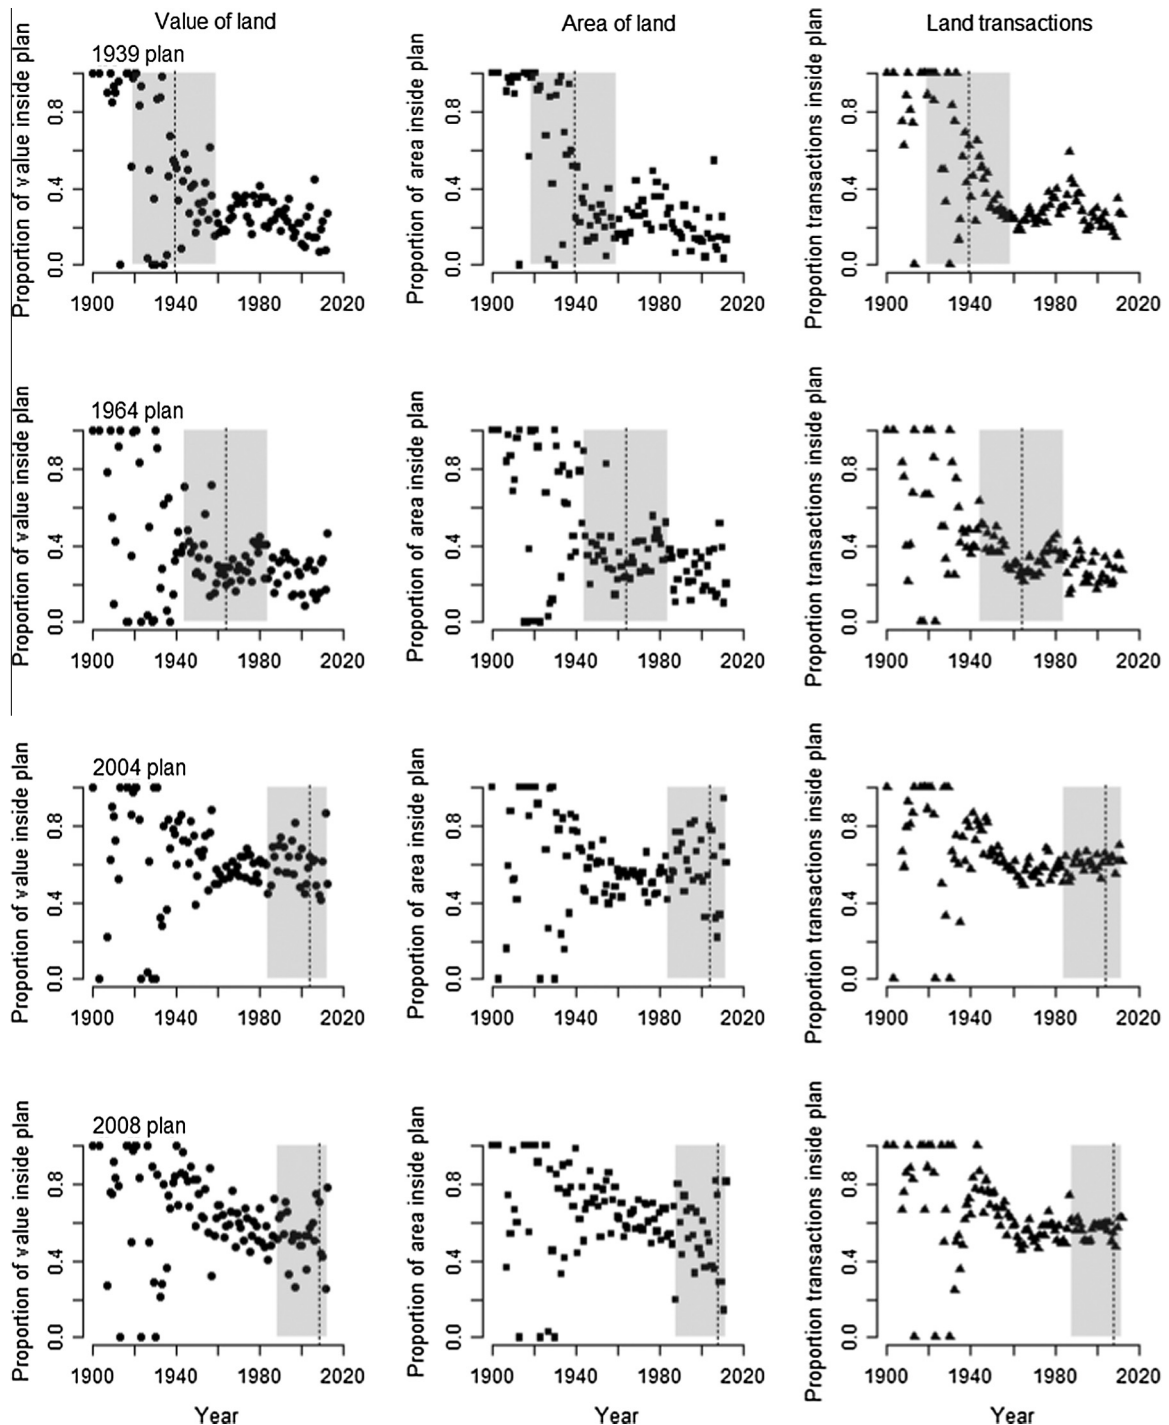 Value of land
Area of land
Land transactions
1939 plan
Proportion of value inside plan
0.0 0.4 0.8
1900 1940 1980 2020
Proportion of area inside plan
0.0 0.4 0.8
1900 1940 1980 2020
Proportion transactions inside plan
0.0 0.4 0.8
1900 1940 1980 2020
1964 plan
Proportion of value inside plan
0.0 0.4 0.8
1900 1940 1980 2020
Proportion of area inside plan
0.0 0.4 0.8
1900 1940 1980 2020
Proportion transactions inside plan
0.0 0.4 0.8
1900 1940 1980 2020
2004 plan
Proportion of value inside plan
0.0 0.4 0.8
1900 1940 1980 2020
Proportion of area inside plan
0.0 0.4 0.8
1900 1940 1980 2020
Proportion transactions inside plan
0.0 0.4 0.8
1900 1940 1980 2020
2008 plan
Proportion of value inside plan
0.0 0.4 0.8
1900 1940 1980 2020
Year
Proportion of area inside plan
0.0 0.4 0.8
1900 1940 1980 2020
Year
Proportion transactions inside plan
0.0 0.4 0.8
1900 1940 1980 2020
Year